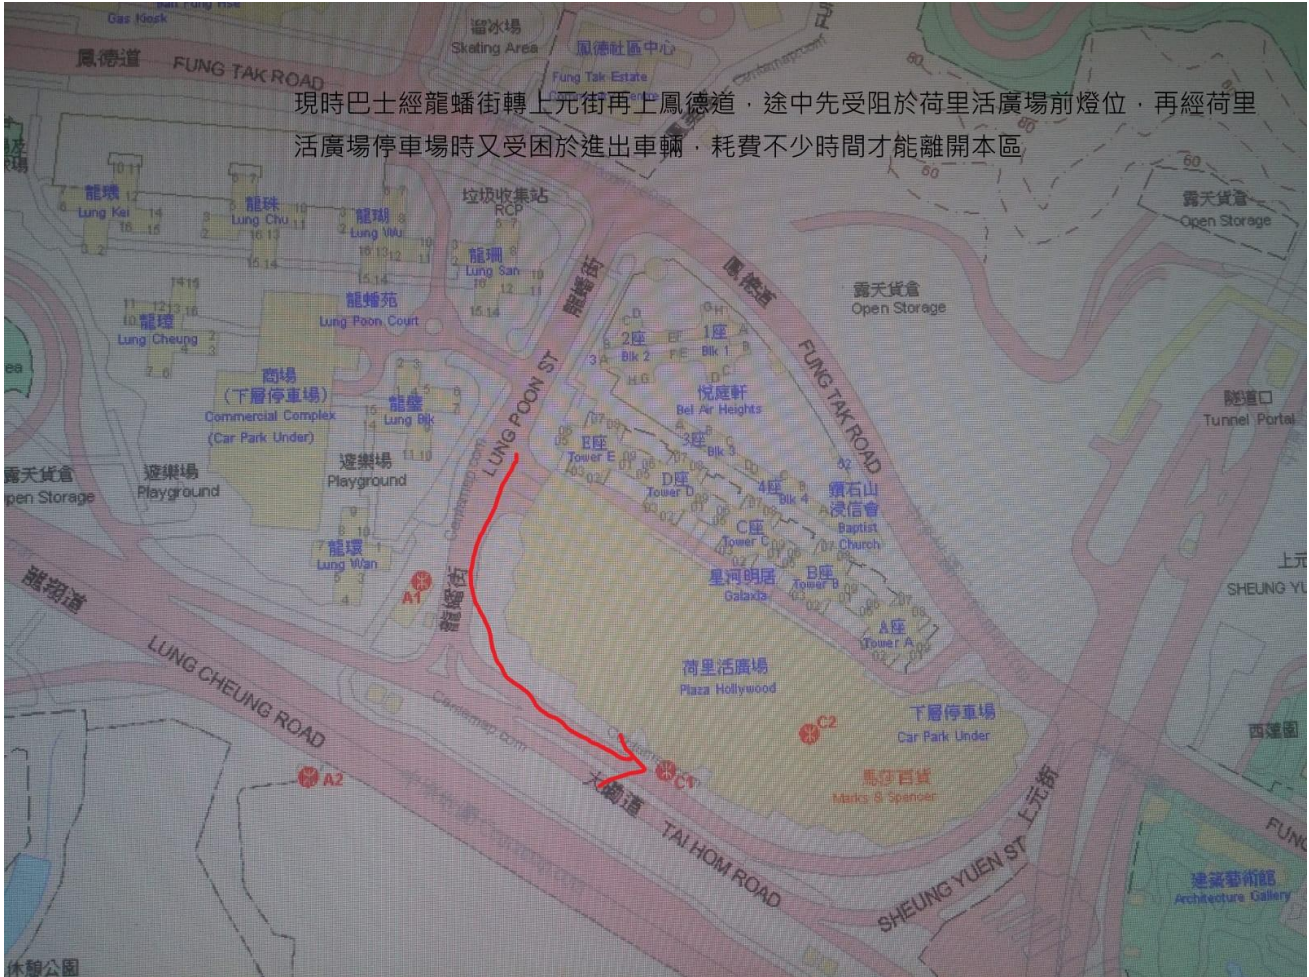 Gas Kiosk
溜冰場
Skating Area
鳳德社區中心
Fung Tak Estate
鳳德道 FUNG TAK ROAD
現時巴士經龍蟠街轉上元街再上鳳德道，途中先受阻於荷里活廣場前燈位，再經荷里
活廣場停車場時又受困於進出車輛，耗費不少時間才能離開本區
垃圾收集站
RCP
Lung Kei
龍珠
Lung Chu
龍瑚
Lung Wu
龍珊
Lung San
龍蟠街
鳳德道
露天貨倉
Open Storage
露天貨倉
Open Storage
龍蟠苑
Lung Poon Court
Lung Cheung
商場
(下層停車場)
Commercial Complex
(Car Park Under)
龍璧
Lung Bik
LUNG POON ST
2座
Blk 2
1座
Blk 1
悅庭軒
Bel Air Heights
FUNG TAK ROAD
隧道口
Tunnel Portal
E座
Tower E
3座
Blk 3
D座
Tower D
4座
Blk 4
C座
Tower C
鑽石山
浸信會
Baptist
Church
露天貨倉
Open Storage
遊樂場
Playground
遊樂場
Playground
龍環
Lung Wan
A1
龍蟠街
星河明居
Galaxia
B座
Tower B
A座
Tower A
上元
SHEUNG YU
龍翔道
LUNG CHEUNG ROAD
荷里活廣場
Plaza Hollywood
下層停車場
Car Park Under
C2
A2
C1
馬莎百貨
Marks & Spencer
大磡道 TAI HOM ROAD
上元街
SHEUNG YUEN ST
西蓮園
FUNG
建築藝術館
Architecture Gallery
休憩公園
Centamap.com